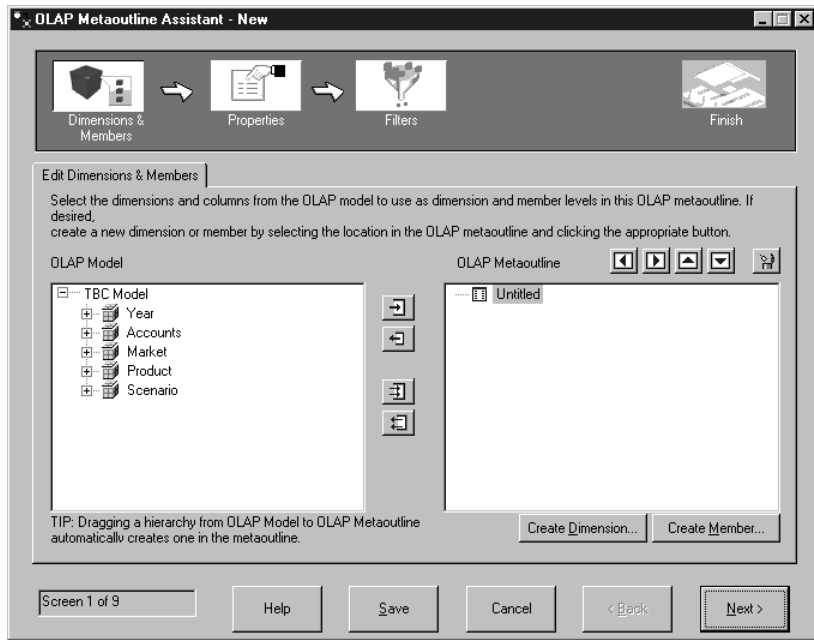 OLAP Metaoutline Assistant - New
Dimensions &
Members
Properties
Filters
Finish
Edit Dimensions & Members
Select the dimensions and columns from the OLAP model to use as dimension and member levels in this OLAP metaoutline. If
desired,
create a new dimension or member by selecting the location in the OLAP metaoutline and clicking the appropriate button.
OLAP Model
OLAP Metaoutline
TBC Model
Year
Accounts
Market
Product
Scenario
Untitled
TIP: Dragging a hierarchy from OLAP Model to OLAP Metaoutline
automatically creates one in the metaoutline.
Create Dimension...
Create Member...
Screen 1 of 9
Help
Save
Cancel
< Back
Next >